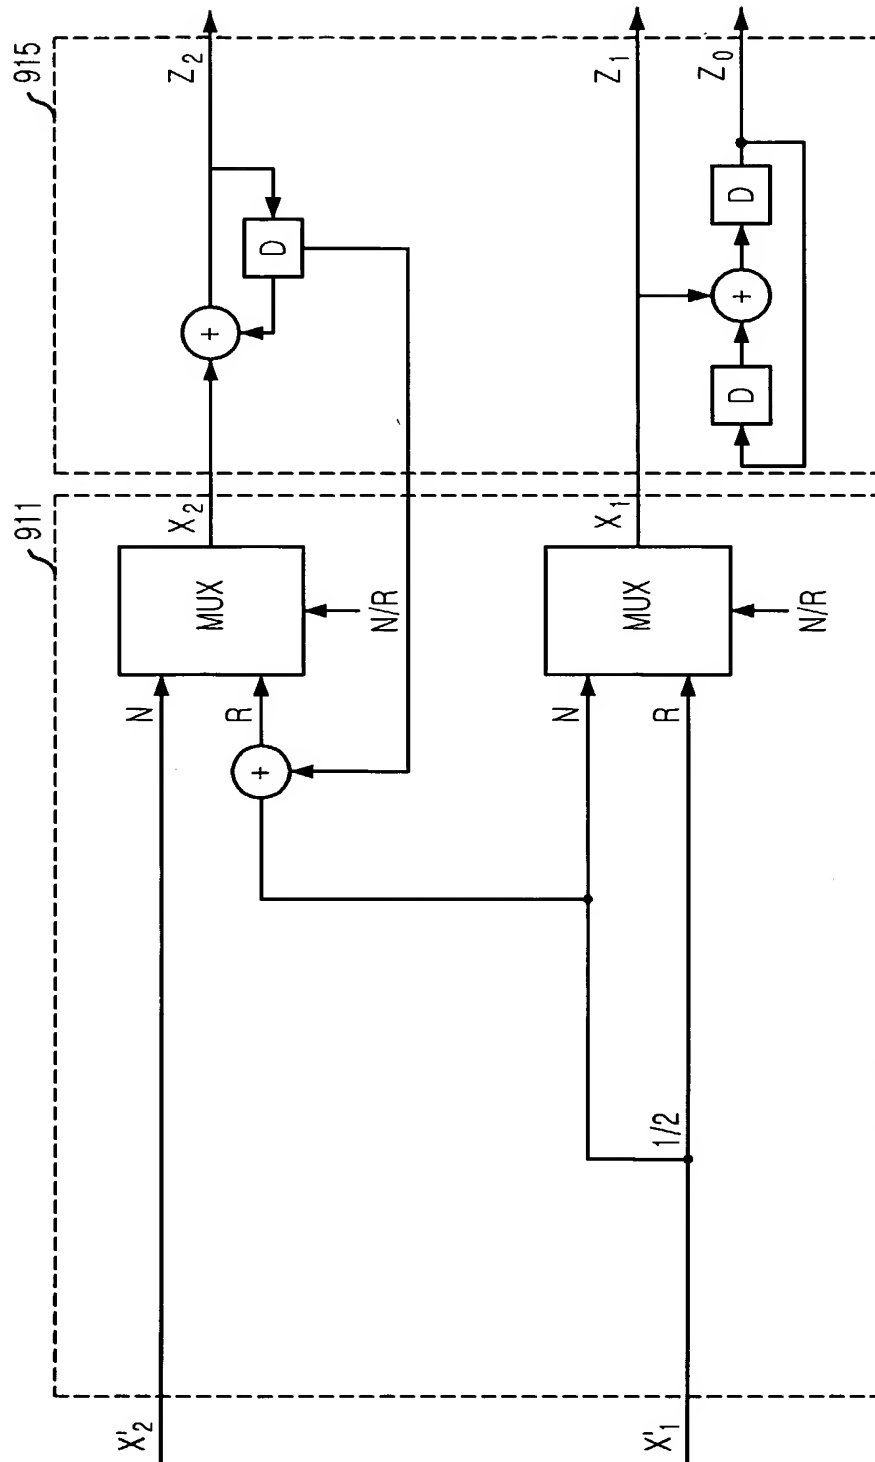 911
915
X'2
N
MUX
X2
Z2
R
+
+
D
N/R
N
MUX
X1
Z1
X'1
1/2
R
N/R
D
+
D
Z0